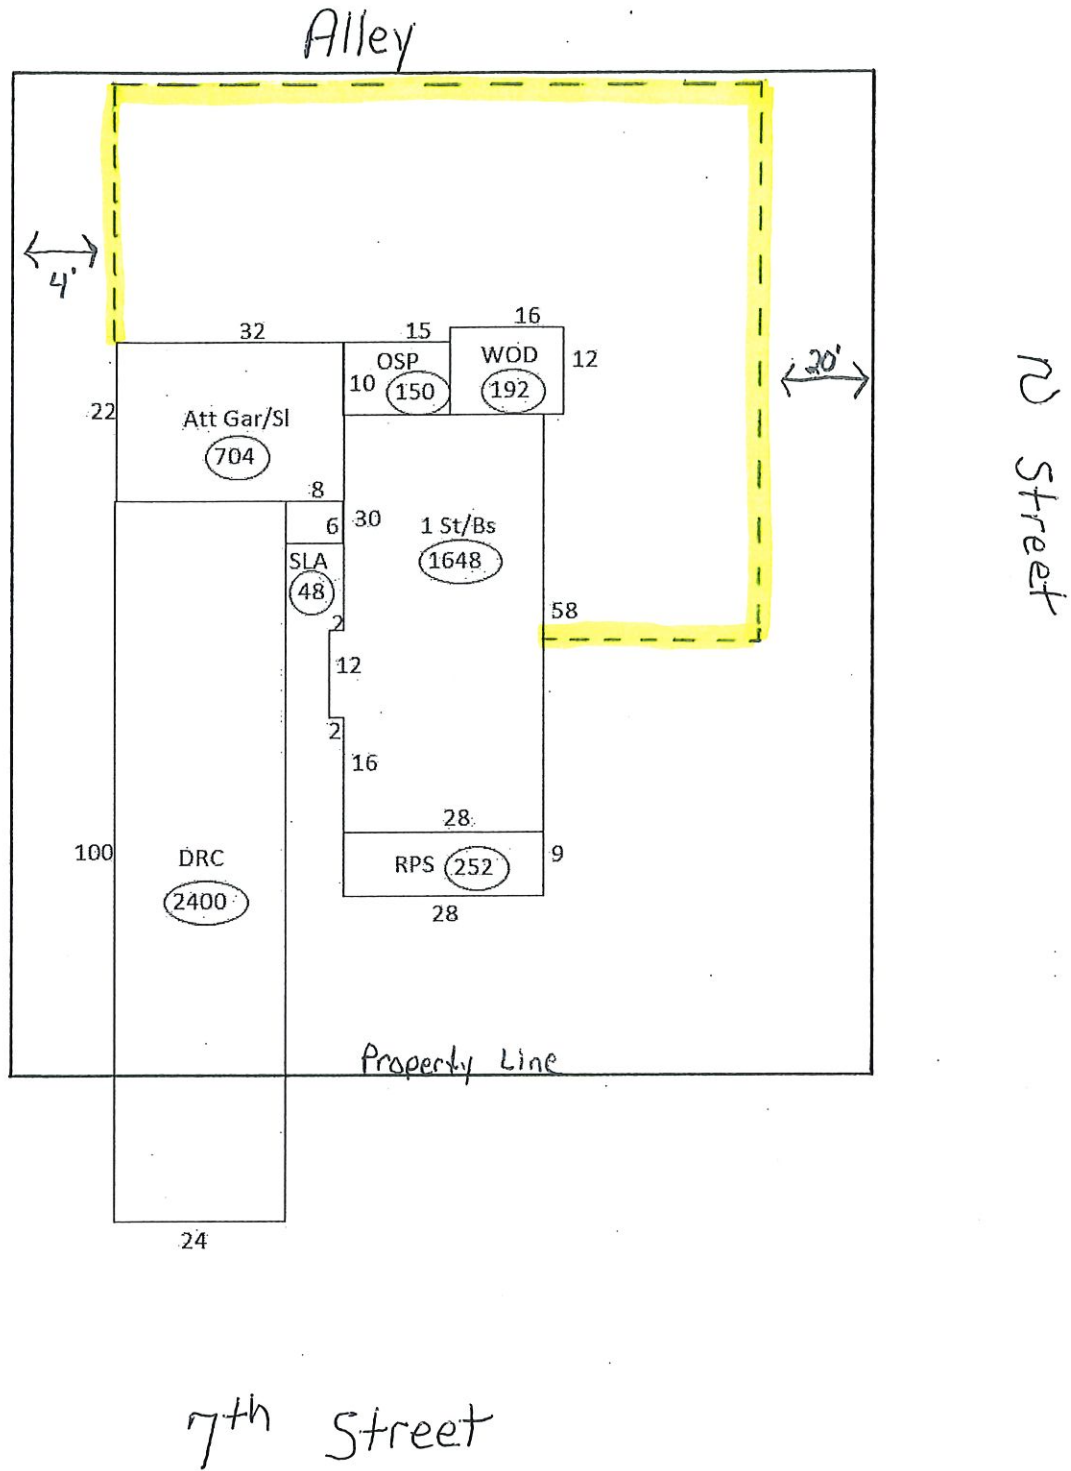 Alley
4'
16
32
15
OSP
WOD
12
20'
10
150
192
22
Att Gar/Sl
704
8
6
30
1 St/Bs
1648
SLA
48
2
58
12
2
16
28
100
DRC
RPS
252
9
2400
28
Property Line
24
N Street
7th Street